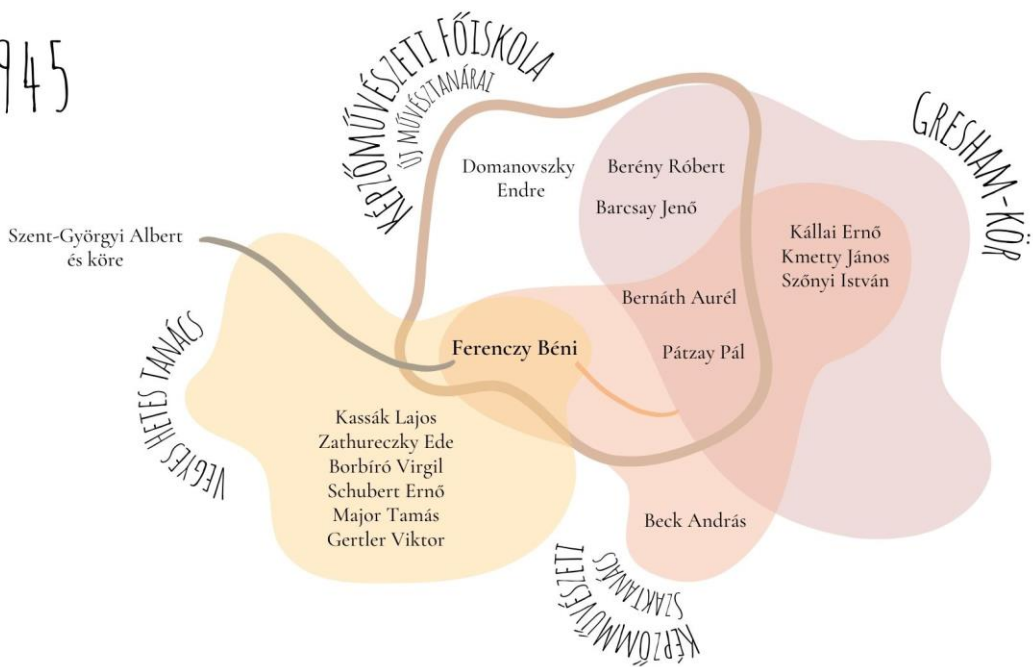 945
KÉPZŐMŰVÉSZETI FŐISKOLA
ÚJ MŰVÉSZTANÁRAI
GRESHAM-KÖR
Domanovszky
Endre
Berény Róbert
Barcsay Jenő
Szent-Györgyi Albert
és köre
Kállai Ernő
Kmetty János
Szőnyi István
Bernáth Aurél
VEGYES HETES TANÁCS
Ferenczy Béni
Pátzay Pál
Kassák Lajos
Zathureczky Ede
Borbíró Virgil
Schubert Ernő
Major Tamás
Gertler Viktor
Beck András
KÉPZŐMMŰVÉSZETI
SZAKTANÁCS